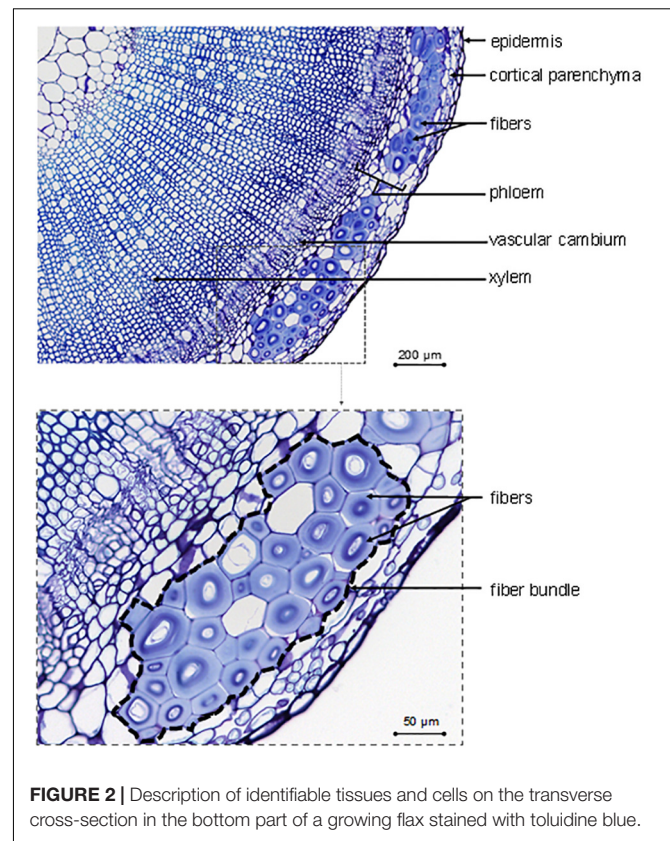 epidermis
cortical parenchyma
fibers
phloem
vascular cambium
xylem
200 µm
fibers
fiber bundle
50 µm
FIGURE 2 | Description of identifiable tissues and cells on the transverse
cross-section in the bottom part of a growing flax stained with toluidine blue.